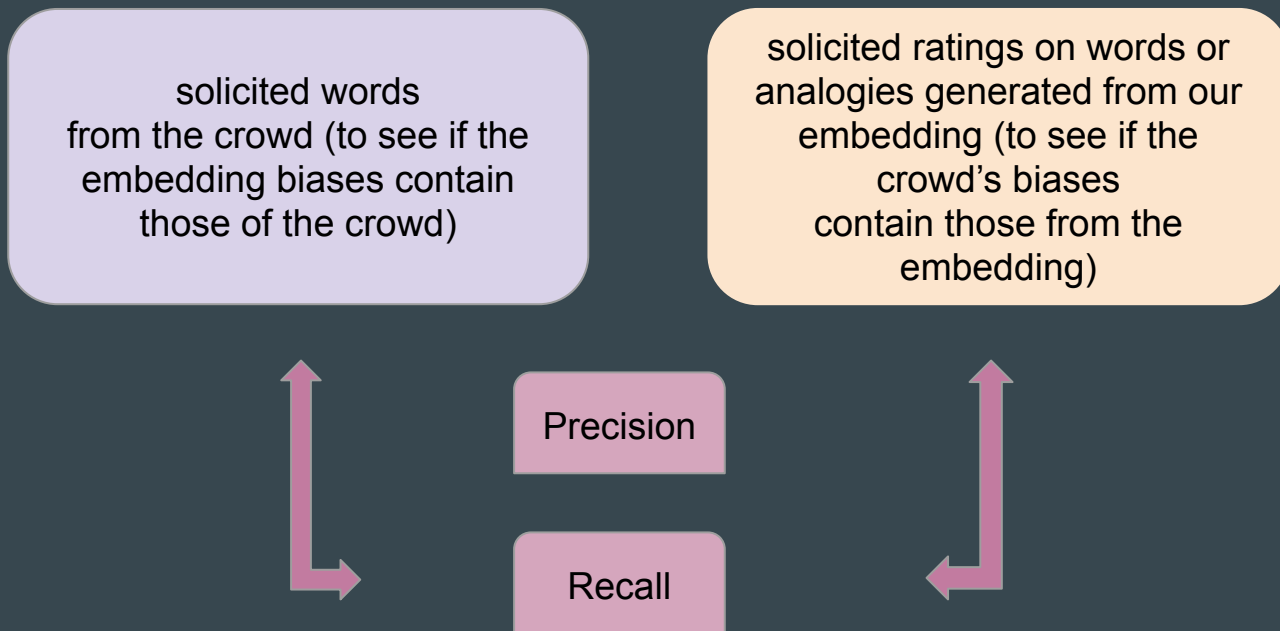 solicited words
from the crowd (to see if the
embedding biases contain
those of the crowd)
solicited ratings on words or
analogies generated from our
embedding (to see if the
crowd’s biases
contain those from the
embedding)
Precision
Recall